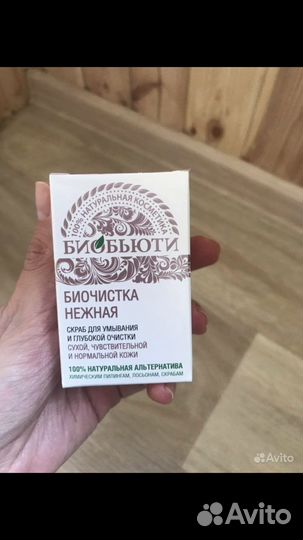 100% НАТУРАЛЬНАЯ КОСМЕТИКА
БИОБЬЮТИ
БИОЧИСТКА
НЕЖНАЯ
СКРАБ ДЛЯ УМЫВАНИЯ
И ГЛУБОКОЙ ОЧИСТКИ
СУХОЙ, ЧУВСТВИТЕЛЬНОЙ
И НОРМАЛЬНОЙ КОЖИ
100% НАТУРАЛЬНАЯ АЛЬТЕРНАТИВА
ХИМИЧЕСКИМ ПИЛИНГАМ, ЛОСЬОНАМ, СКРАБАМ
Avito
Avito